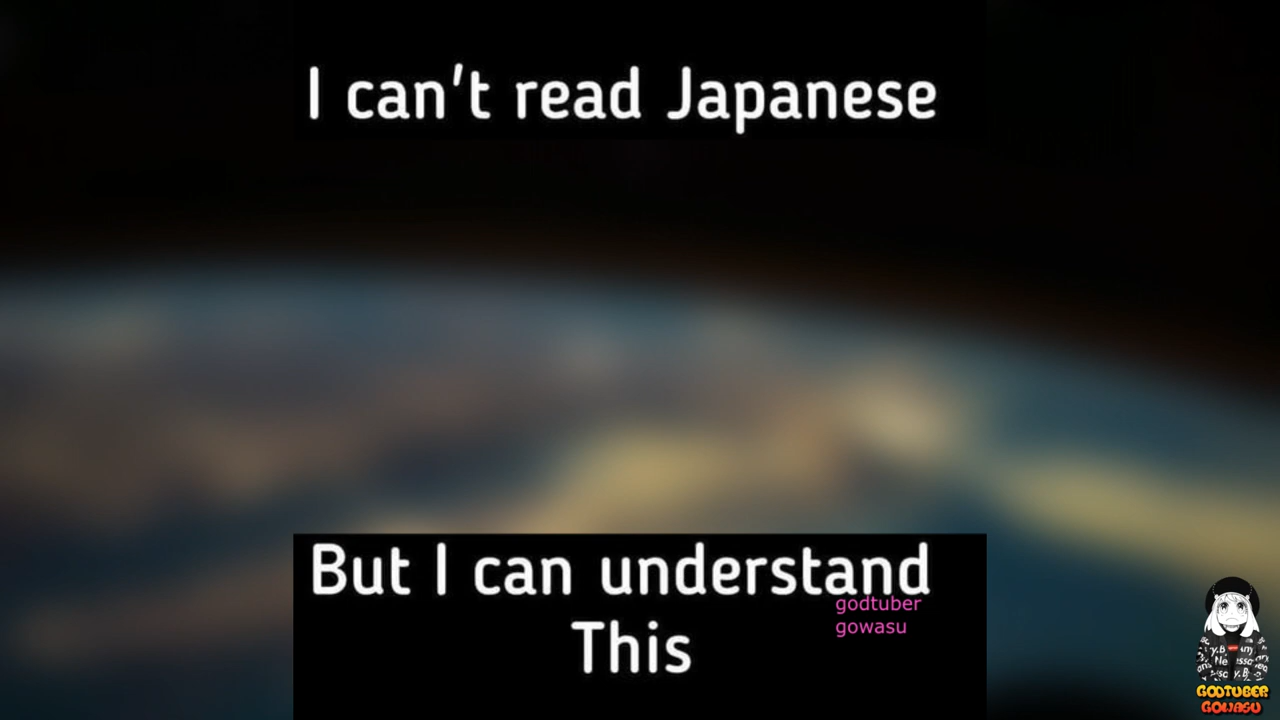 I can't read Japanese
But I can understand
This
godtuber
gowasu
GODTUBER
GOWASU